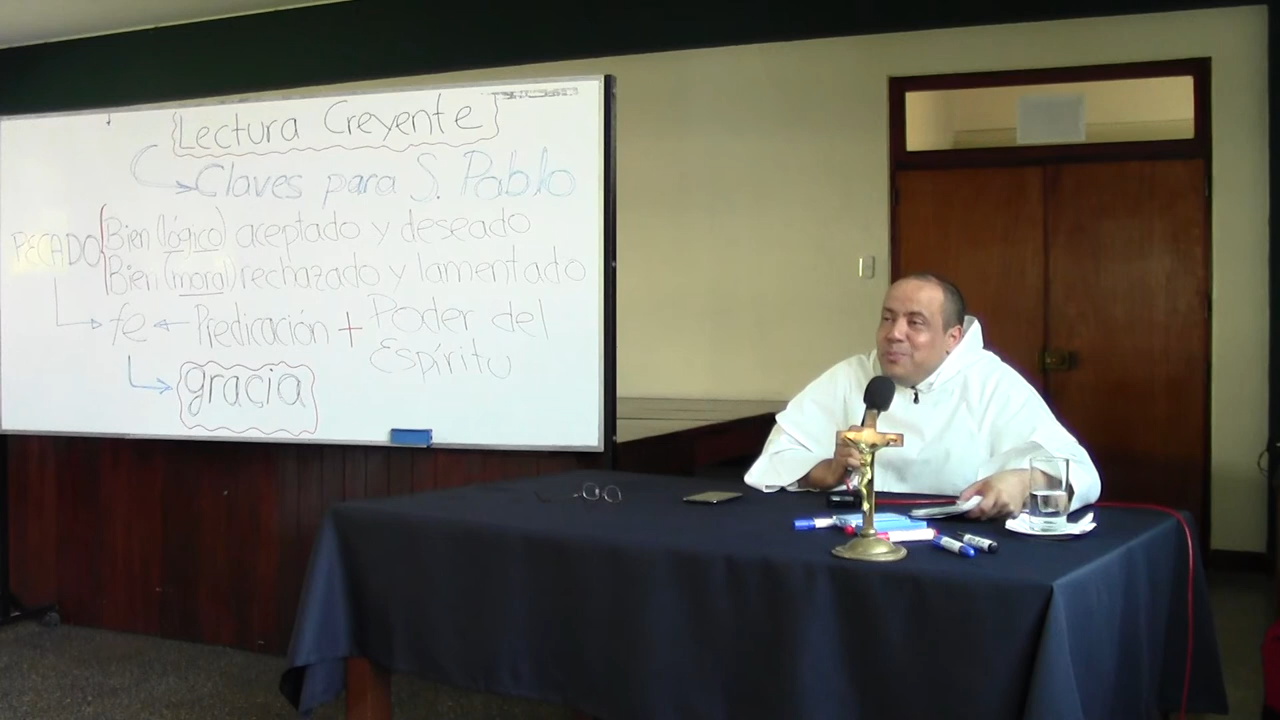 Lectura Creyente
Claves para S. Pablo
PECADO
Bien (lógico) aceptado y deseado
Bien (moral) rechazado y lamentado
fe Predicación + Poder del
Espíritu
gracia